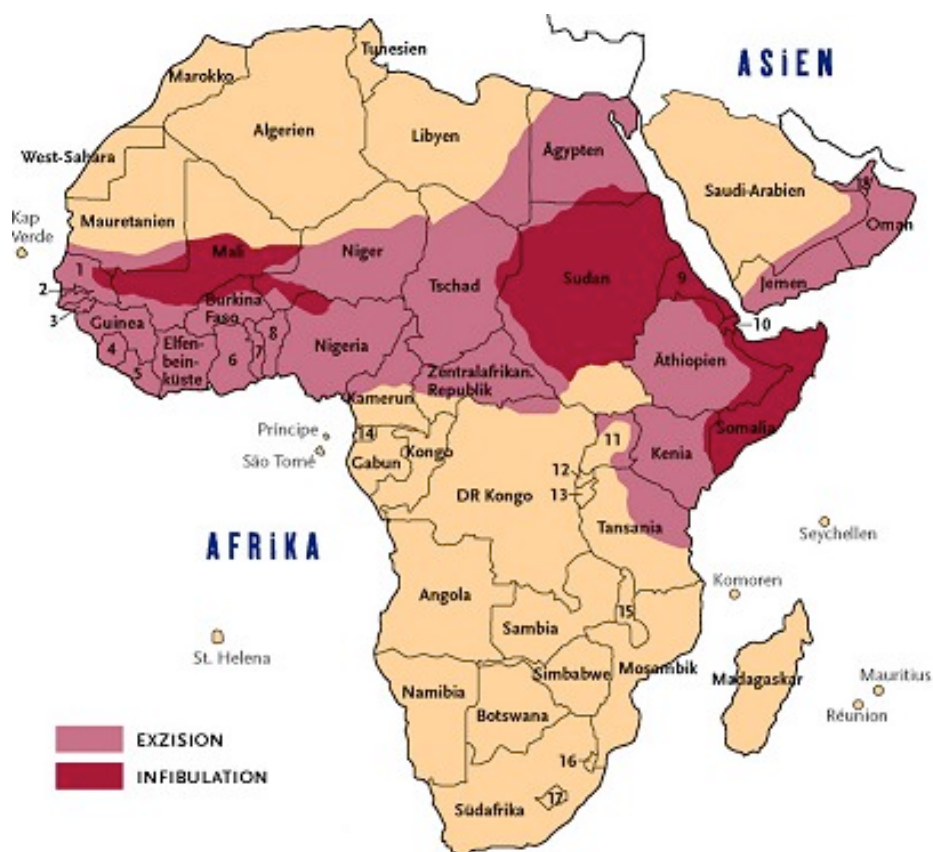 ASIEN
Tunesien
Marokko
Algerien
Libyen
Ägypten
West-Sahara
Saudi-Arabien
18
Mauretanien
Oman
Kap
Verde
Mali
Niger
1
Tschad
Sudan
9
Jemen
2
Burkina
Faso
10
3
Guinea
8
Nigeria
4
Elfen-
bein-
küste
6
7
5
Äthiopien
Zentralafrikan.
Republik
Kamerun
Somalia
Príncipe
14
11
São Tomé
Gabun
Kongo
Kenia
12
DR Kongo
13
Tansania
Seychellen
AFRIKA
Komoren
Angola
15
Sambia
St. Helena
Mosambik
Simbabwe
Madagaskar
Mauritius
Namibia
Botswana
Réunion
EXZISION
16
INFIBULATION
17
Südafrika